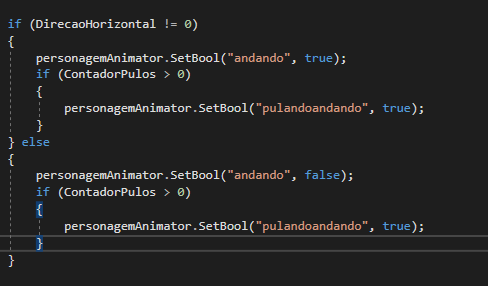 if (DirecaoHorizontal != 0)
{
    personagemAnimator.SetBool("andando", true);
    if (ContadorPulos > 0)
    {
        personagemAnimator.SetBool("pulandoandando", true);
    }
} else
{
    personagemAnimator.SetBool("andando", false);
    if (ContadorPulos > 0)
    {
        personagemAnimator.SetBool("pulandoandando", true);
    }
}